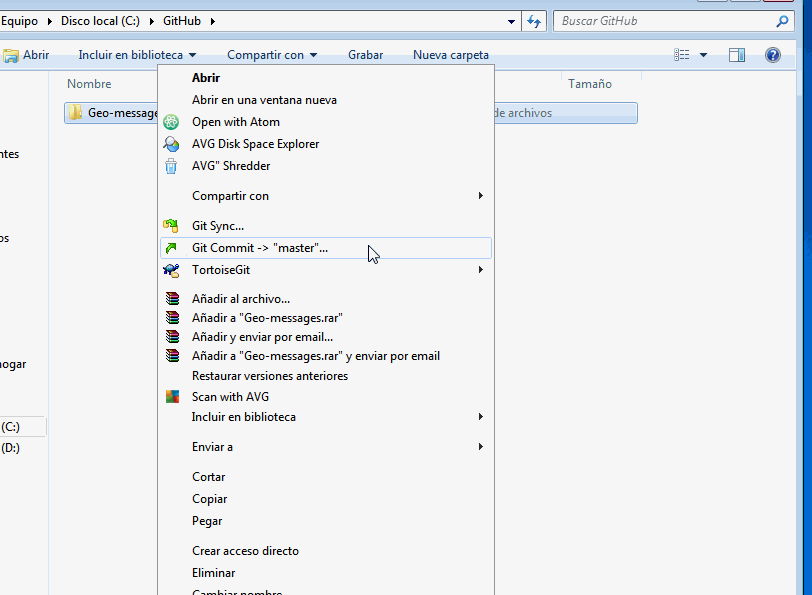 Equipo Disco local (C:) GitHub
Buscar GitHub
Abrir Incluir en biblioteca Compartir con Grabar Nueva carpeta
Nombre Tamaño
Geo-message de archivos
ntes
os
hogar
(C:)
(D:)
Abrir
Abrir en una ventana nueva
Open with Atom
AVG Disk Space Explorer
AVG" Shredder
Compartir con
Git Sync...
Git Commit -> "master"...
TortoiseGit
Añadir al archivo...
Añadir a "Geo-messages.rar"
Añadir y enviar por email...
Añadir a "Geo-messages.rar" y enviar por email
Restaurar versiones anteriores
Scan with AVG
Incluir en biblioteca
Enviar a
Cortar
Copiar
Pegar
Crear acceso directo
Eliminar
Cambiar nombre